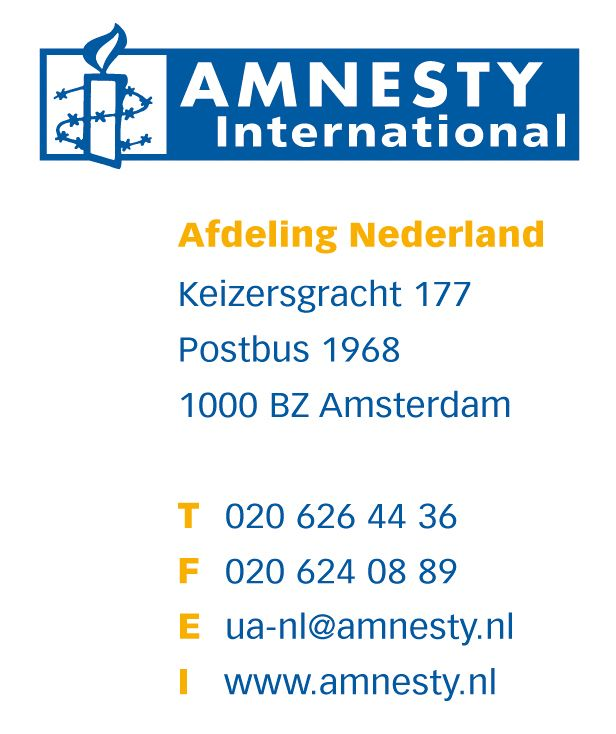 AMNESTY
International
Afdeling Nederland
Keizersgracht 177
Postbus 1968
1000 BZ Amsterdam
T 020 626 44 36
F 020 624 08 89
E ua-nl@amnesty.nl
I www.amnesty.nl